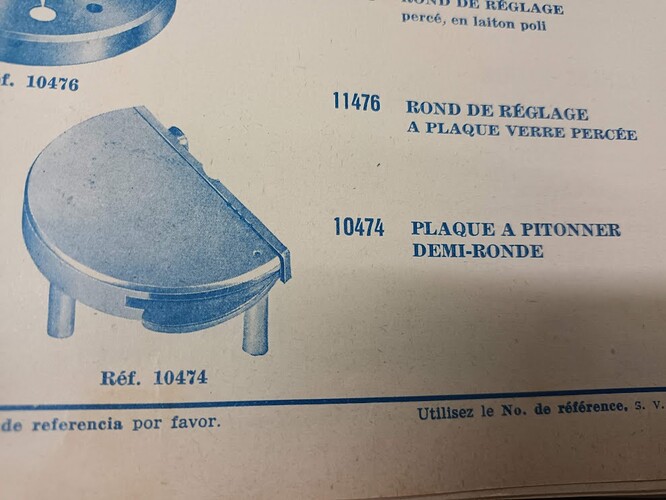 ROND DE RÉGLAGE
percé, en laiton poli
f. 10476
11476 ROND DE RÉGLAGE
A PLAQUE VERRE PERCÉE
10474 PLAQUE A PITONNER
DEMI-RONDE
Réf. 10474
de referencia por favor.
Utilisez le No. de référence, s. v.